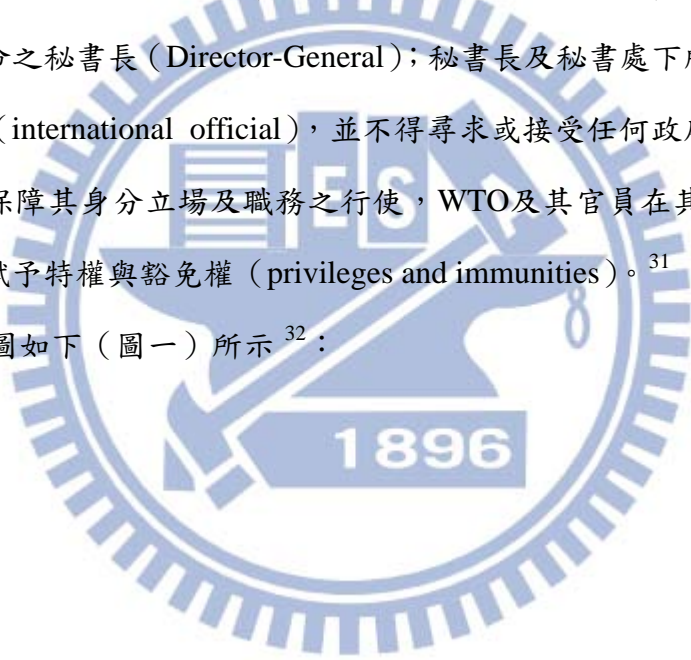 分之秘書長（Director-General）；秘書長及秘書處下
（international official），並不得尋求或接受任何政府
保障其身分立場及職務之行使，WTO及其官員在其
賦予特權與豁免權（privileges and immunities）。31
圖如下（圖一）所示 32：
ES
1896